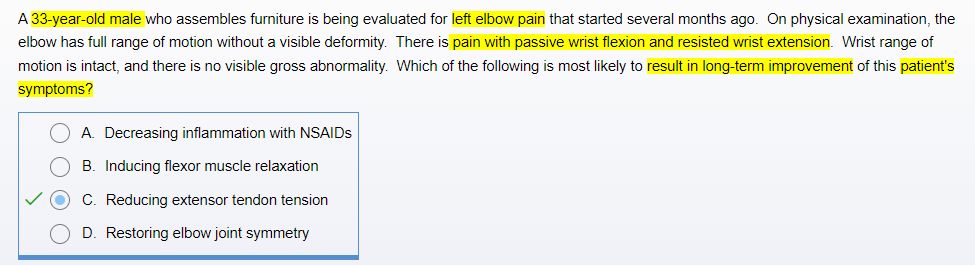 A 33-year-old male who assembles furniture is being evaluated for left elbow pain that started several months ago. On physical examination, the
elbow has full range of motion without a visible deformity. There is pain with passive wrist flexion and resisted wrist extension. Wrist range of
motion is intact, and there is no visible gross abnormality. Which of the following is most likely to result in long-term improvement of this patient's
symptoms?
A. Decreasing inflammation with NSAIDs
B. Inducing flexor muscle relaxation
C. Reducing extensor tendon tension
D. Restoring elbow joint symmetry